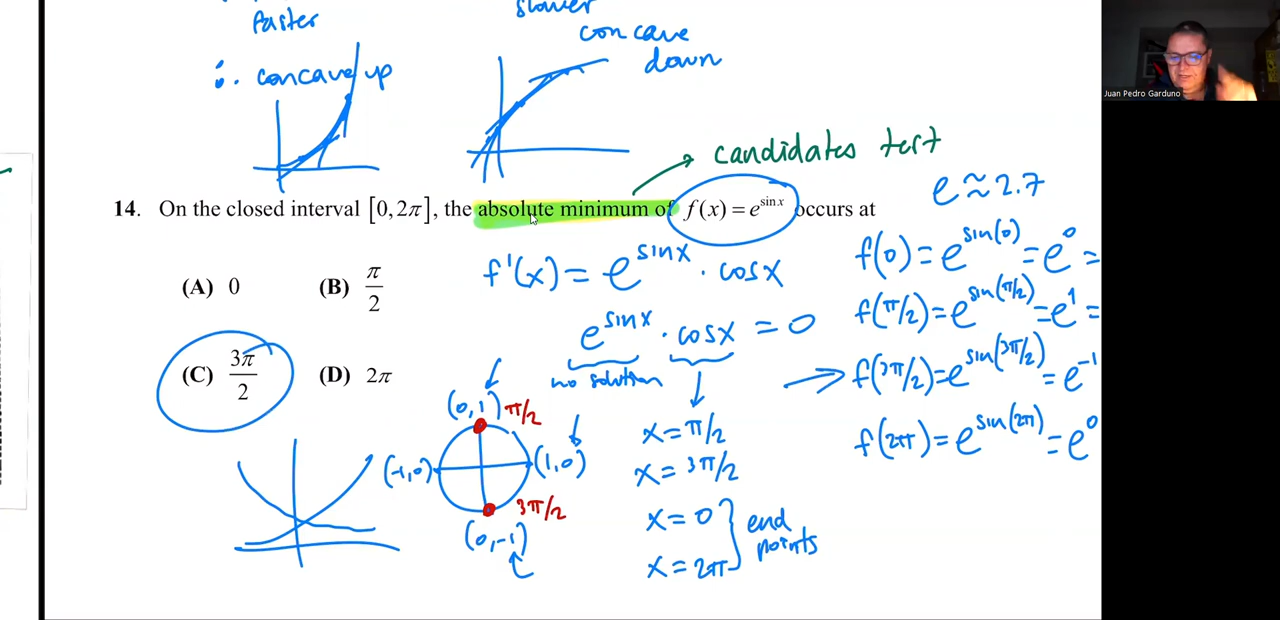 faster
slower
concave
down
∴ concave up
candidates test
e ≈ 2.7
14. On the closed interval [0, 2π], the absolute minimum of f(x) = e^{sin x} occurs at
f'(x) = e^{sin x} · cos x
f(0) = e^{sin(0)} = e^0 =
(A) 0
(B) π/2
f(π/2) = e^{sin(π/2)} = e^1 =
e^{sin x} · cos x = 0
no solution
f(3π/2) = e^{sin(3π/2)} = e^{-1}
(C) 3π/2
(D) 2π
(0,1) π/2
x = π/2
f(2π) = e^{sin(2π)} = e^0
(-1,0)
(1,0)
x = 3π/2
3π/2
(0,-1)
x = 0
x = 2π
end
points
Juan Pedro Garduno